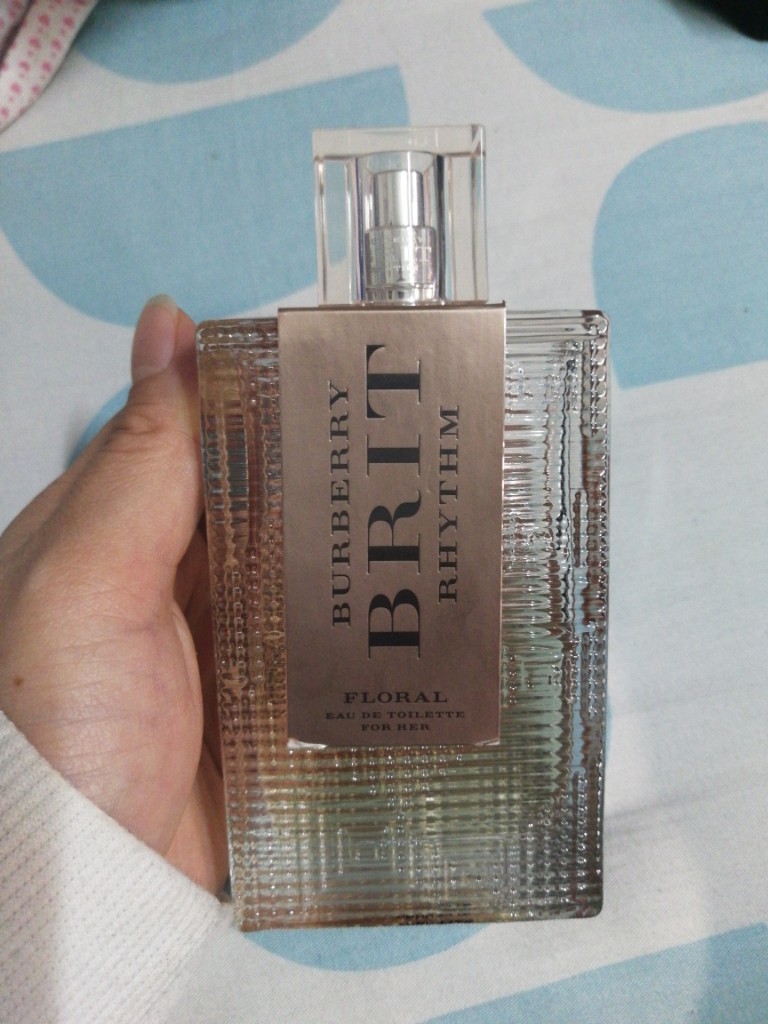 BURBERRY
BRIT
RHYTHM
FLORAL
EAU DE TOILETTE
FOR HER